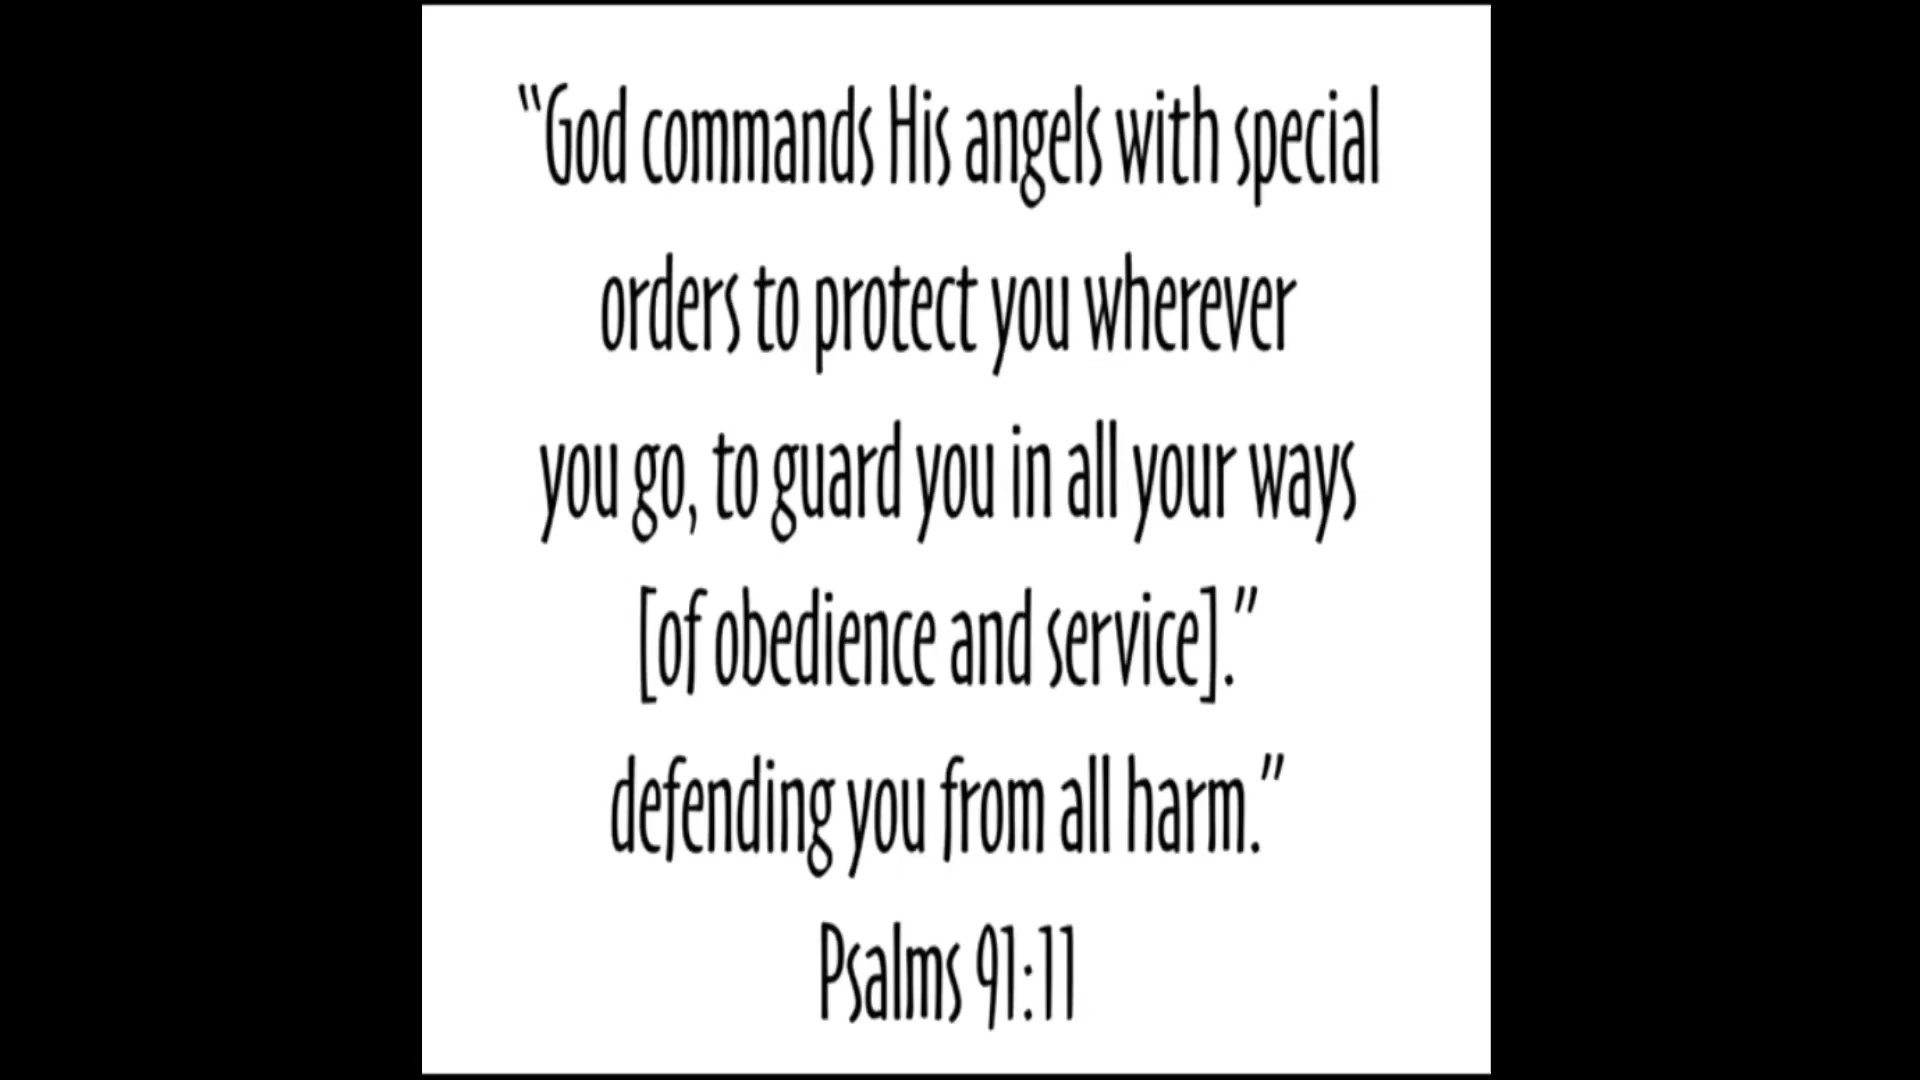 “God commands His angels with special
orders to protect you wherever
you go, to guard you in all your ways
[of obedience and service].”
defending you from all harm.”
Psalms 91:11